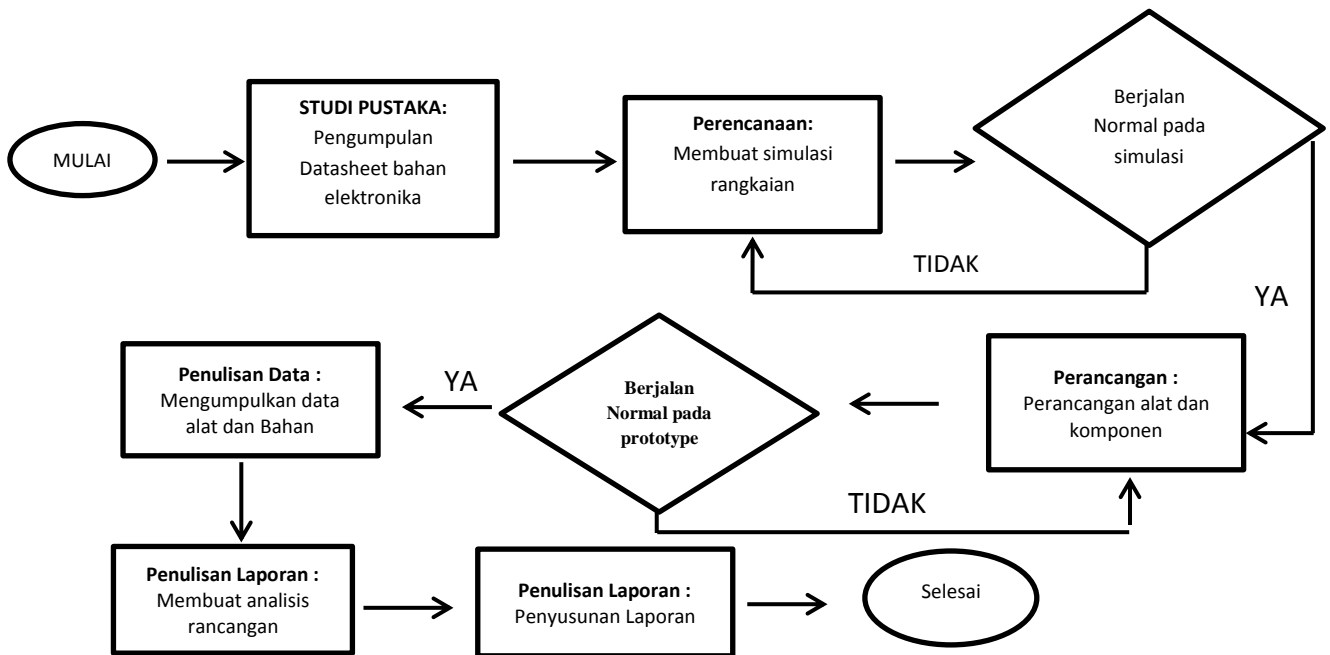 MULAI
STUDI PUSTAKA:
Pengumpulan
Datasheet bahan
elektronika
Perencanaan:
Membuat simulasi
rangkaian
Berjalan
Normal pada
simulasi
TIDAK
YA
Perancangan :
Perancangan alat dan
komponen
Berjalan
Normal pada
prototype
TIDAK
YA
Penulisan Data :
Mengumpulkan data
alat dan Bahan
Penulisan Laporan :
Membuat analisis
rancangan
Penulisan Laporan :
Penyusunan Laporan
Selesai